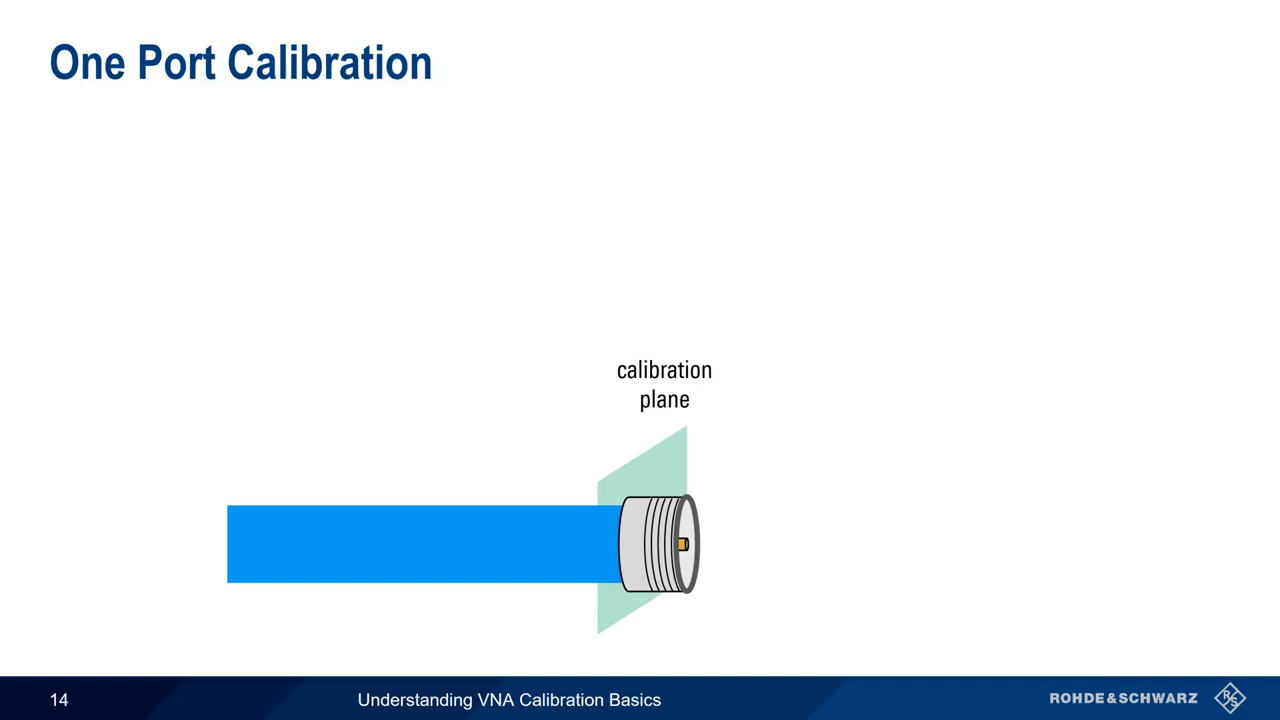 One Port Calibration
calibration
plane
14
Understanding VNA Calibration Basics
ROHDE & SCHWARZ
R
S